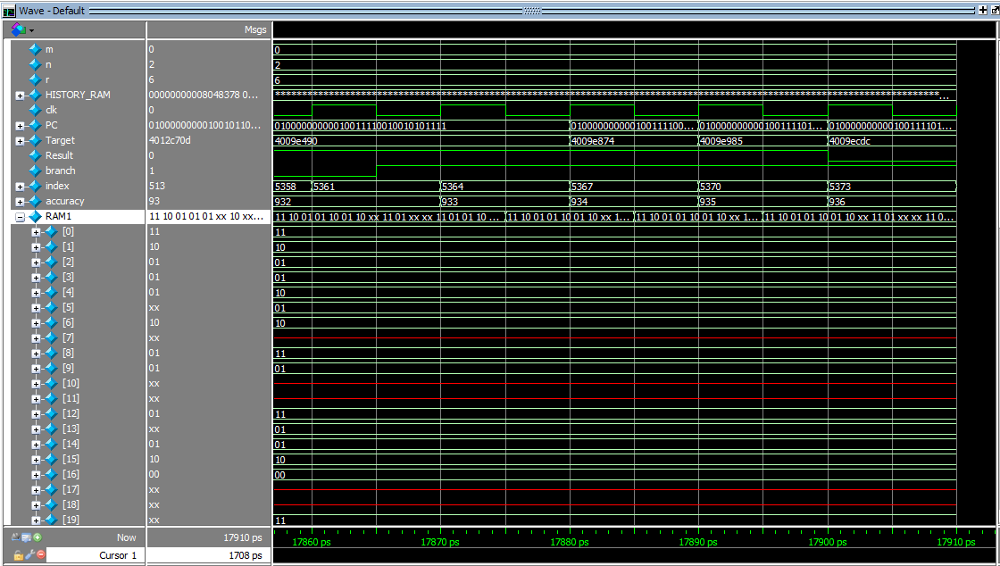 Wave - Default
Msgs
m 0 0
n 2 2
r 6 6
HISTORY_RAM 00000000008048378 0...
clk 0
PC 0100000000010010110... 01000000000100111100100101011111 010000000000100111100... 010000000000100111101... 010000000000100111101...
Target 4012c70d 4009e490 4009e874 4009e985 4009ecdc
Result 0
branch 1
index 513 5358 5361 5364 5367 5370 5373
accuracy 93 932 933 934 935 936
RAM1 11 10 01 01 01 xx 10 xx... 11 10 01 01 10 01 10 xx 11 01 xx xx 11 01 01 10 ... 11 10 01 01 10 01 10 xx 1... 11 10 01 01 10 01 10 xx 1... 11 10 01 01 10 01 10 xx 11 01 xx xx 11 0...
[0] 11 11
[1] 10 10
[2] 01 01
[3] 01 01
[4] 01 10
[5] xx 01
[6] 10 10
[7] xx
[8] 01 11
[9] 01 01
[10] xx
[11] xx
[12] 01 11
[13] xx 01
[14] 01 01
[15] 10 10
[16] 00 00
[17] xx
[18] xx
[19] xx 11
Now 17910 ps 17860 ps 17870 ps 17880 ps 17890 ps 17900 ps 17910 ps
Cursor 1 1708 ps